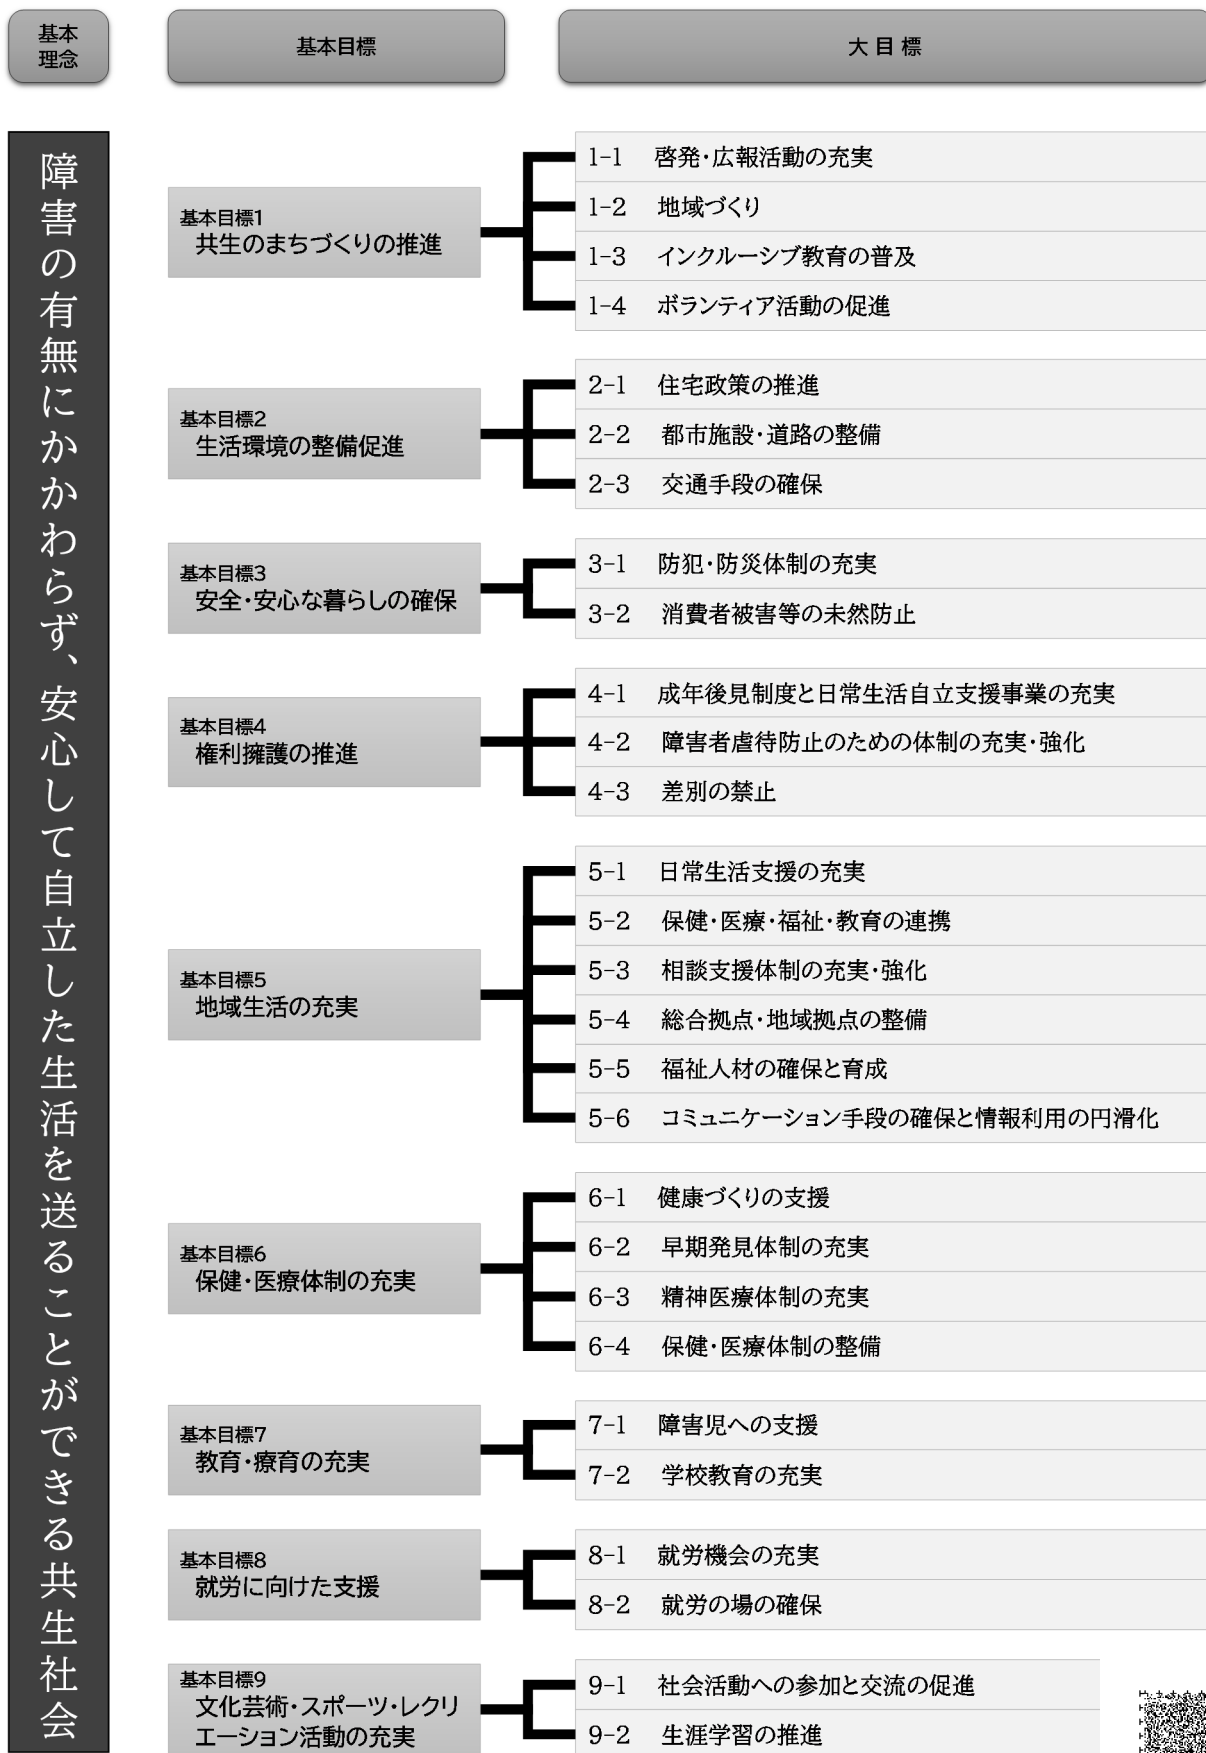 基本
理念
基本目標
大目標
障害の有無にかかわらず、安心して自立した生活を送ることができる共生社会
基本目標1
共生のまちづくりの推進
1-1 啓発・広報活動の充実
1-2 地域づくり
1-3 インクルーシブ教育の普及
1-4 ボランティア活動の促進
基本目標2
生活環境の整備促進
2-1 住宅政策の推進
2-2 都市施設・道路の整備
2-3 交通手段の確保
基本目標3
安全・安心な暮らしの確保
3-1 防犯・防災体制の充実
3-2 消費者被害等の未然防止
基本目標4
権利擁護の推進
4-1 成年後見制度と日常生活自立支援事業の充実
4-2 障害者虐待防止のための体制の充実・強化
4-3 差別の禁止
基本目標5
地域生活の充実
5-1 日常生活支援の充実
5-2 保健・医療・福祉・教育の連携
5-3 相談支援体制の充実・強化
5-4 総合拠点・地域拠点の整備
5-5 福祉人材の確保と育成
5-6 コミュニケーション手段の確保と情報利用の円滑化
基本目標6
保健・医療体制の充実
6-1 健康づくりの支援
6-2 早期発見体制の充実
6-3 精神医療体制の充実
6-4 保健・医療体制の整備
基本目標7
教育・療育の充実
7-1 障害児への支援
7-2 学校教育の充実
基本目標8
就労に向けた支援
8-1 就労機会の充実
8-2 就労の場の確保
基本目標9
文化芸術・スポーツ・レクリ
エーション活動の充実
9-1 社会活動への参加と交流の促進
9-2 生涯学習の推進